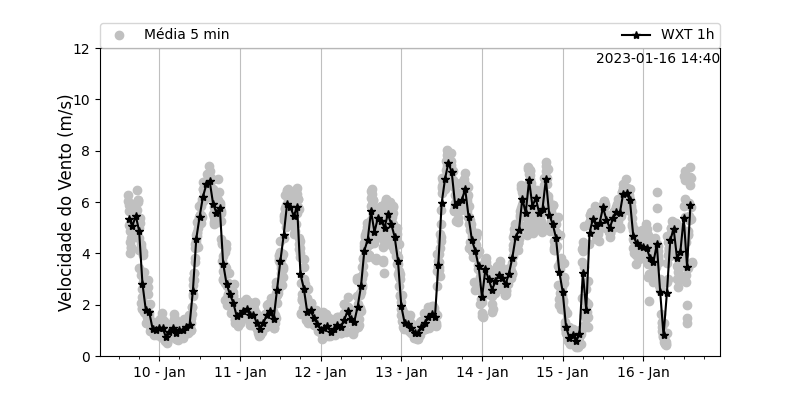 Média 5 min
WXT 1h
2023-01-16 14:40
Velocidade do Vento (m/s)
12
10
8
6
4
2
0
10 - Jan
11 - Jan
12 - Jan
13 - Jan
14 - Jan
15 - Jan
16 - Jan